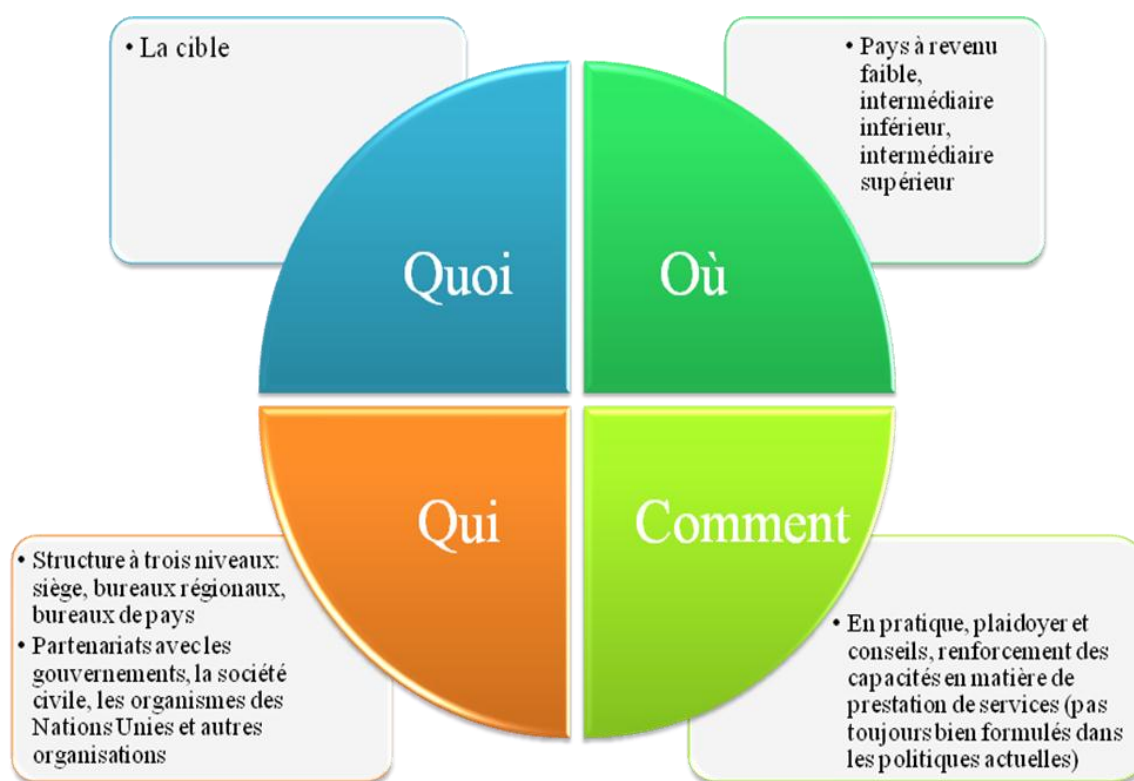 • La cible
Quoi
• Pays à revenu
faible,
intermédiaire
inférieur,
intermédiaire
supérieur
Où
Qui
• Structure à trois niveaux:
siège, bureaux régionaux,
bureaux de pays
• Partenariats avec les
gouvernements, la société
civile, les organismes des
Nations Unies et autres
organisations
Comment
• En pratique, plaidoyer et
conseils, renforcement des
capacités en matière de
prestation de services (pas
toujours bien formulés dans
les politiques actuelles)